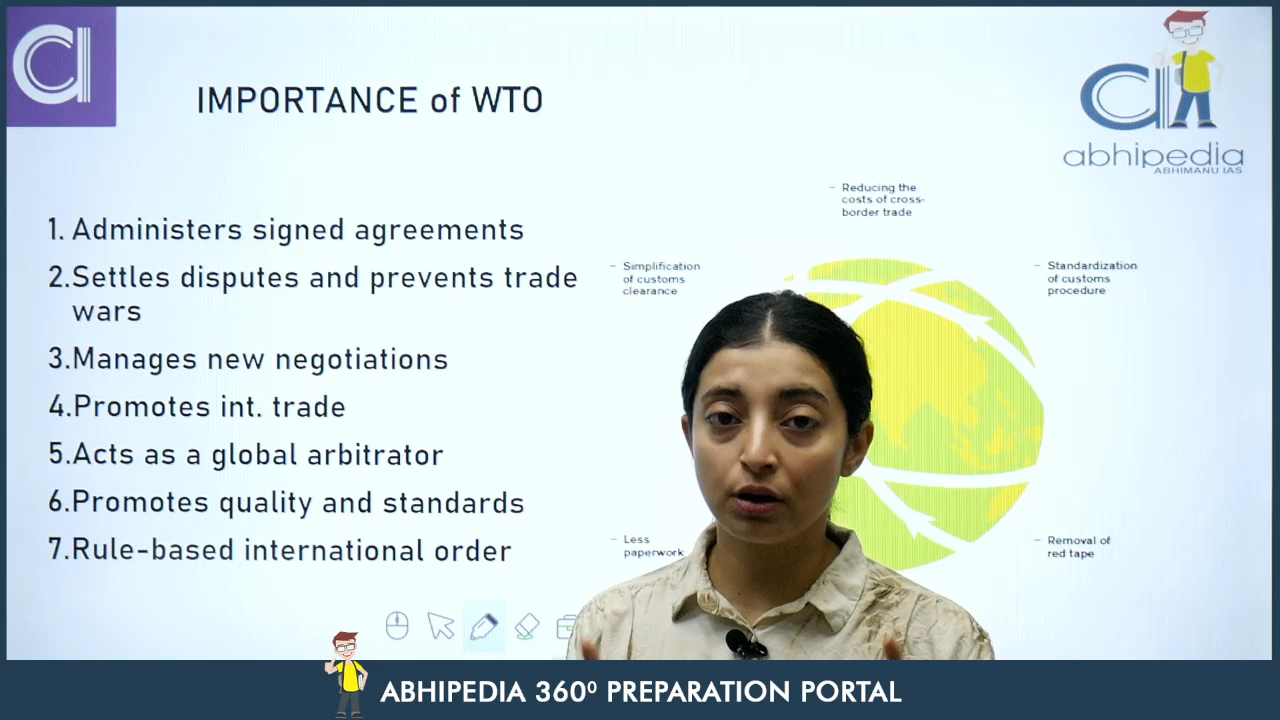 IMPORTANCE of WTO
abhipedia
ABHIMANU IAS
1. Administers signed agreements
2.Settles disputes and prevents trade
wars
3.Manages new negotiations
4.Promotes int. trade
5.Acts as a global arbitrator
6.Promotes quality and standards
7.Rule-based international order
– Reducing the
costs of cross-
border trade
– Simplification
of customs
clearance
– Standardization
of customs
procedure
– Less
paperwork
– Removal of
red tape
ABHIPEDIA 360⁰ PREPARATION PORTAL